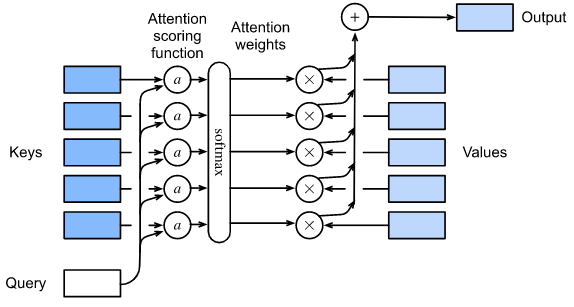 Attention
scoring
function
Attention
weights
+
Output
a
×
a
×
Keys
a
softmax
×
Values
a
×
a
×
Query